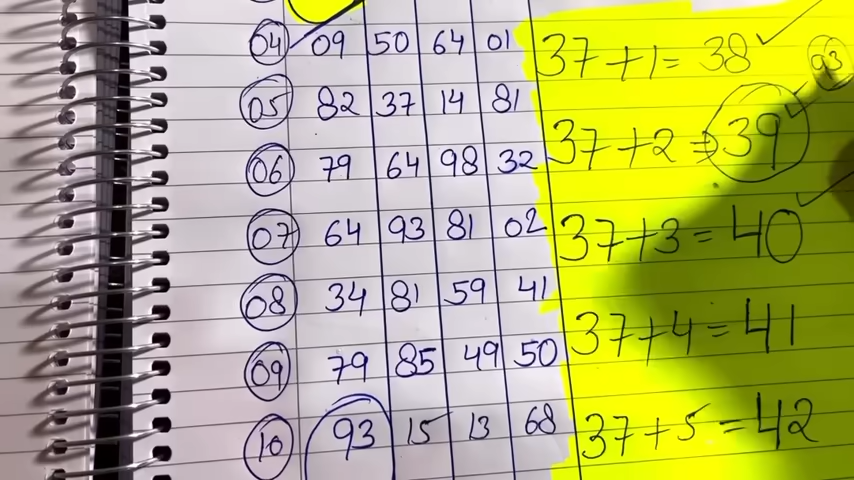 04 09 50 64 01 37+1= 38
93
05 82 37 14 81
37+2 = 39
06 79 64 98 32
07 64 93 81 02 37+3= 40
08 34 81 59 41
37+4=41
09 79 85 49 50
10 93 15 13 68 37+5=42